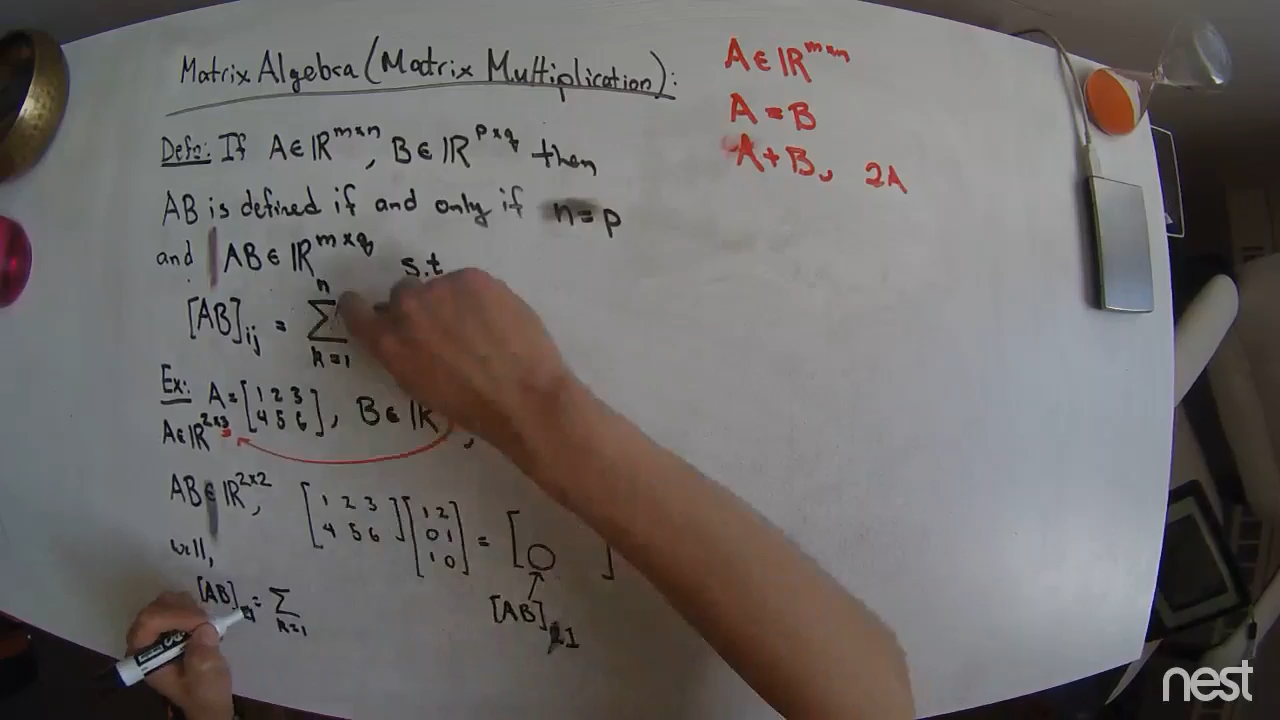 Matrix Algebra (Matrix Multiplication):
Defn: If A ∈ ℝ^{m×n}, B ∈ ℝ^{p×q} then
AB is defined if and only if n = p
and AB ∈ ℝ^{m×q} s.t
[AB]_{ij} = ∑_{k=1}^{n}
Ex: A = [1 2 3; 4 5 6], B ∈ ℝ ,
A ∈ ℝ^{2×3}
AB ∈ ℝ^{2×2},
[1 2 3; 4 5 6] [1 2; 0 1; 1 0] = [ ]
well,
[AB] = ∑_{k=1}
[AB]_{21}
A ∈ ℝ^{m×n}
A = B
A + B, 2A
nest